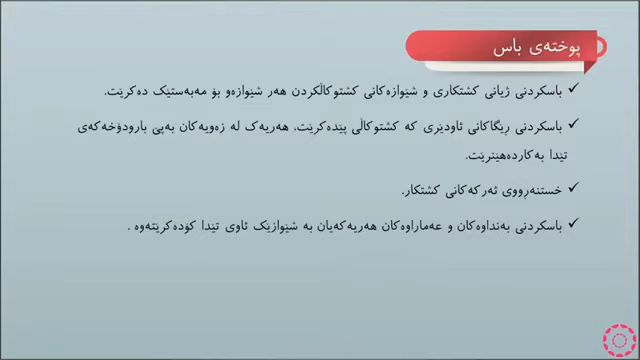 پوختەی باس
باسکردنی ژیانی کشتکاری و شێوازەکانی کشتوکاڵکردن هەر شێوازەو بۆ مەبەستێک دەکرێت.
باسکردنی ڕێگاکانی ئاودێری کە کشتوکاڵی پێدەکرێت، هەریەک لە زەویەکان بەپێی بارودۆخەکەی
تێدا بەکاردەهێنرێت.
خستنەڕووی ئەرکەکانی کشتکار.
باسکردنی بەنداوەکان و عەماراوەکان هەریەکەیان بە شێوازێک ئاوی تێدا کۆدەکرێتەوە .